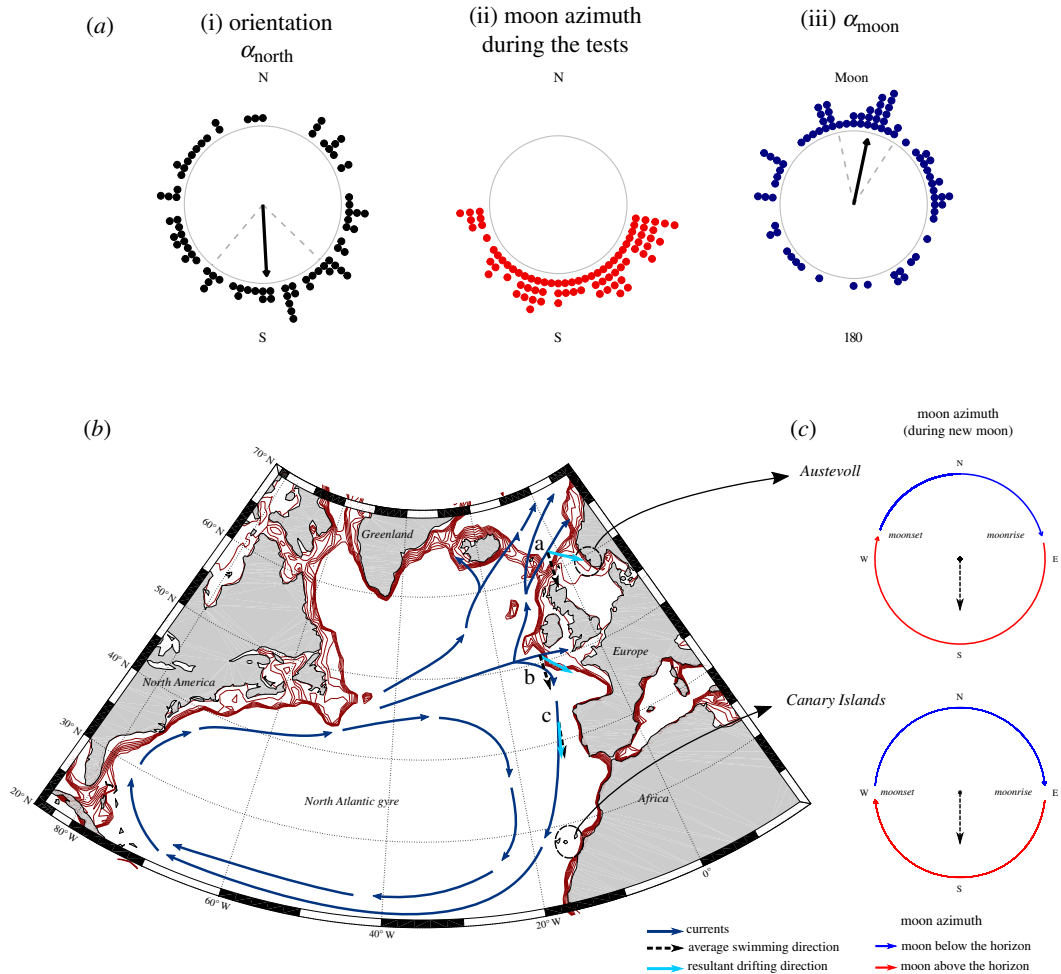 (a)
(i) orientation
αnorth
N
S
(ii) moon azimuth
during the tests
N
S
(iii) αmoon
Moon
180
(b)
70° N
60° N
50° N
40° N
30° N
20° N
80° W
60° W
40° W
20° W
0°
Greenland
North America
Europe
Africa
North Atlantic gyre
a
b
c
Austevoll
Canary Islands
currents
average swimming direction
resultant drifting direction
(c)
moon azimuth
(during new moon)
N
moonset
moonrise
W
E
S
N
W
moonset
moonrise
E
S
moon azimuth
moon below the horizon
moon above the horizon